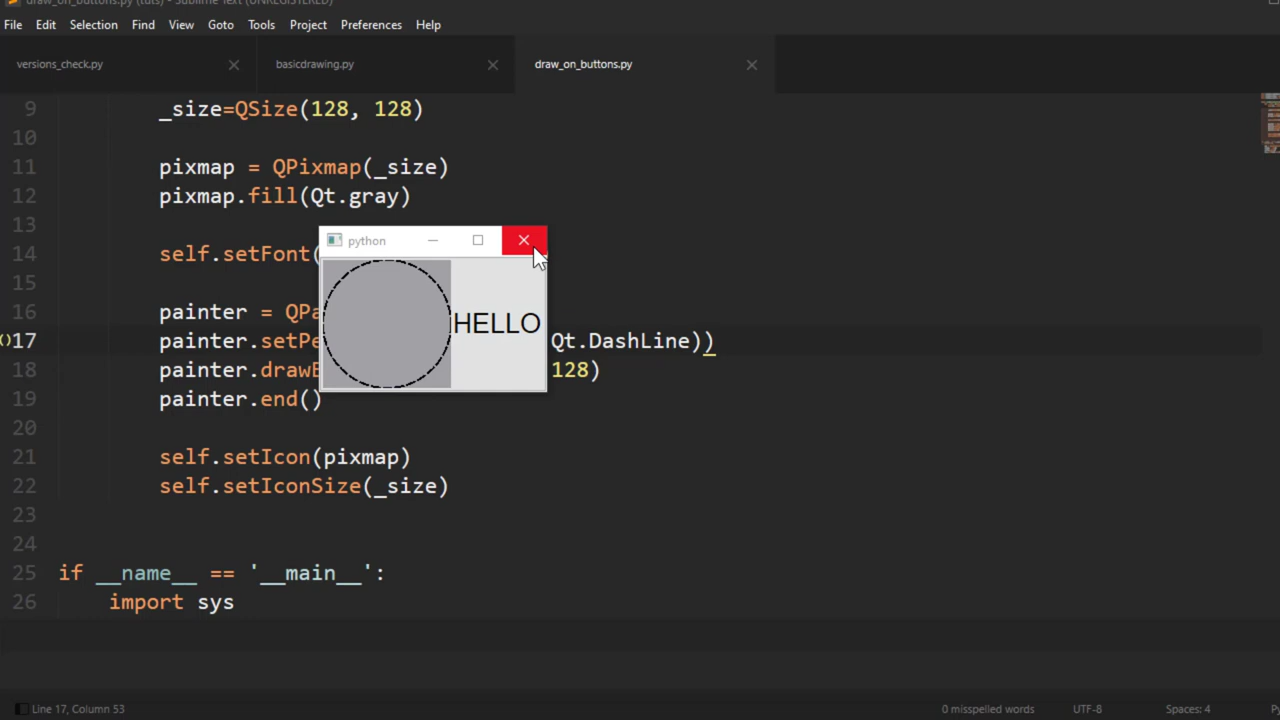 draw_on_buttons.py (tuts) - Sublime Text (UNREGISTERED)
File Edit Selection Find View Goto Tools Project Preferences Help
versions_check.py basicdrawing.py draw_on_buttons.py
9 _size=QSize(128, 128)
10
11 pixmap = QPixmap(_size)
12 pixmap.fill(Qt.gray)
13
python
14 self.setFont(
15
16 painter = QPa
HELLO
17 painter.setPe Qt.DashLine))
18 painter.draw 128)
19 painter.end()
20
21 self.setIcon(pixmap)
22 self.setIconSize(_size)
23
24
25 if __name__ == '__main__':
26 import sys
Line 17, Column 53 0 misspelled words UTF-8 Spaces: 4